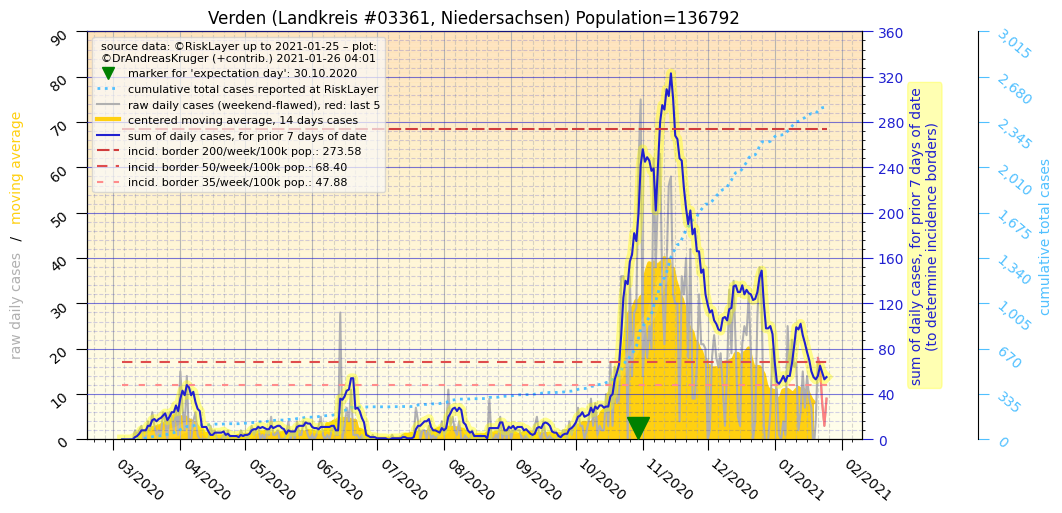 Verden (Landkreis #03361, Niedersachsen) Population=136792
source data: ©RiskLayer up to 2021-01-25 – plot:
©DrAndreasKruger (+contrib.) 2021-01-26 04:01
marker for 'expectation day': 30.10.2020
cumulative total cases reported at RiskLayer
raw daily cases (weekend-flawed), red: last 5
centered moving average, 14 days cases
sum of daily cases, for prior 7 days of date
incid. border 200/week/100k pop.: 273.58
incid. border 50/week/100k pop.: 68.40
incid. border 35/week/100k pop.: 47.88
raw daily cases / moving average
90
80
70
60
50
40
30
20
10
0
03/2020
04/2020
05/2020
06/2020
07/2020
08/2020
09/2020
10/2020
11/2020
12/2020
01/2021
02/2021
360
320
280
240
200
160
120
80
40
0
sum of daily cases, for prior 7 days of date
(to determine incidence borders)
3,015
2,680
2,345
2,010
1,675
1,340
1,005
670
335
0
cumulative total cases